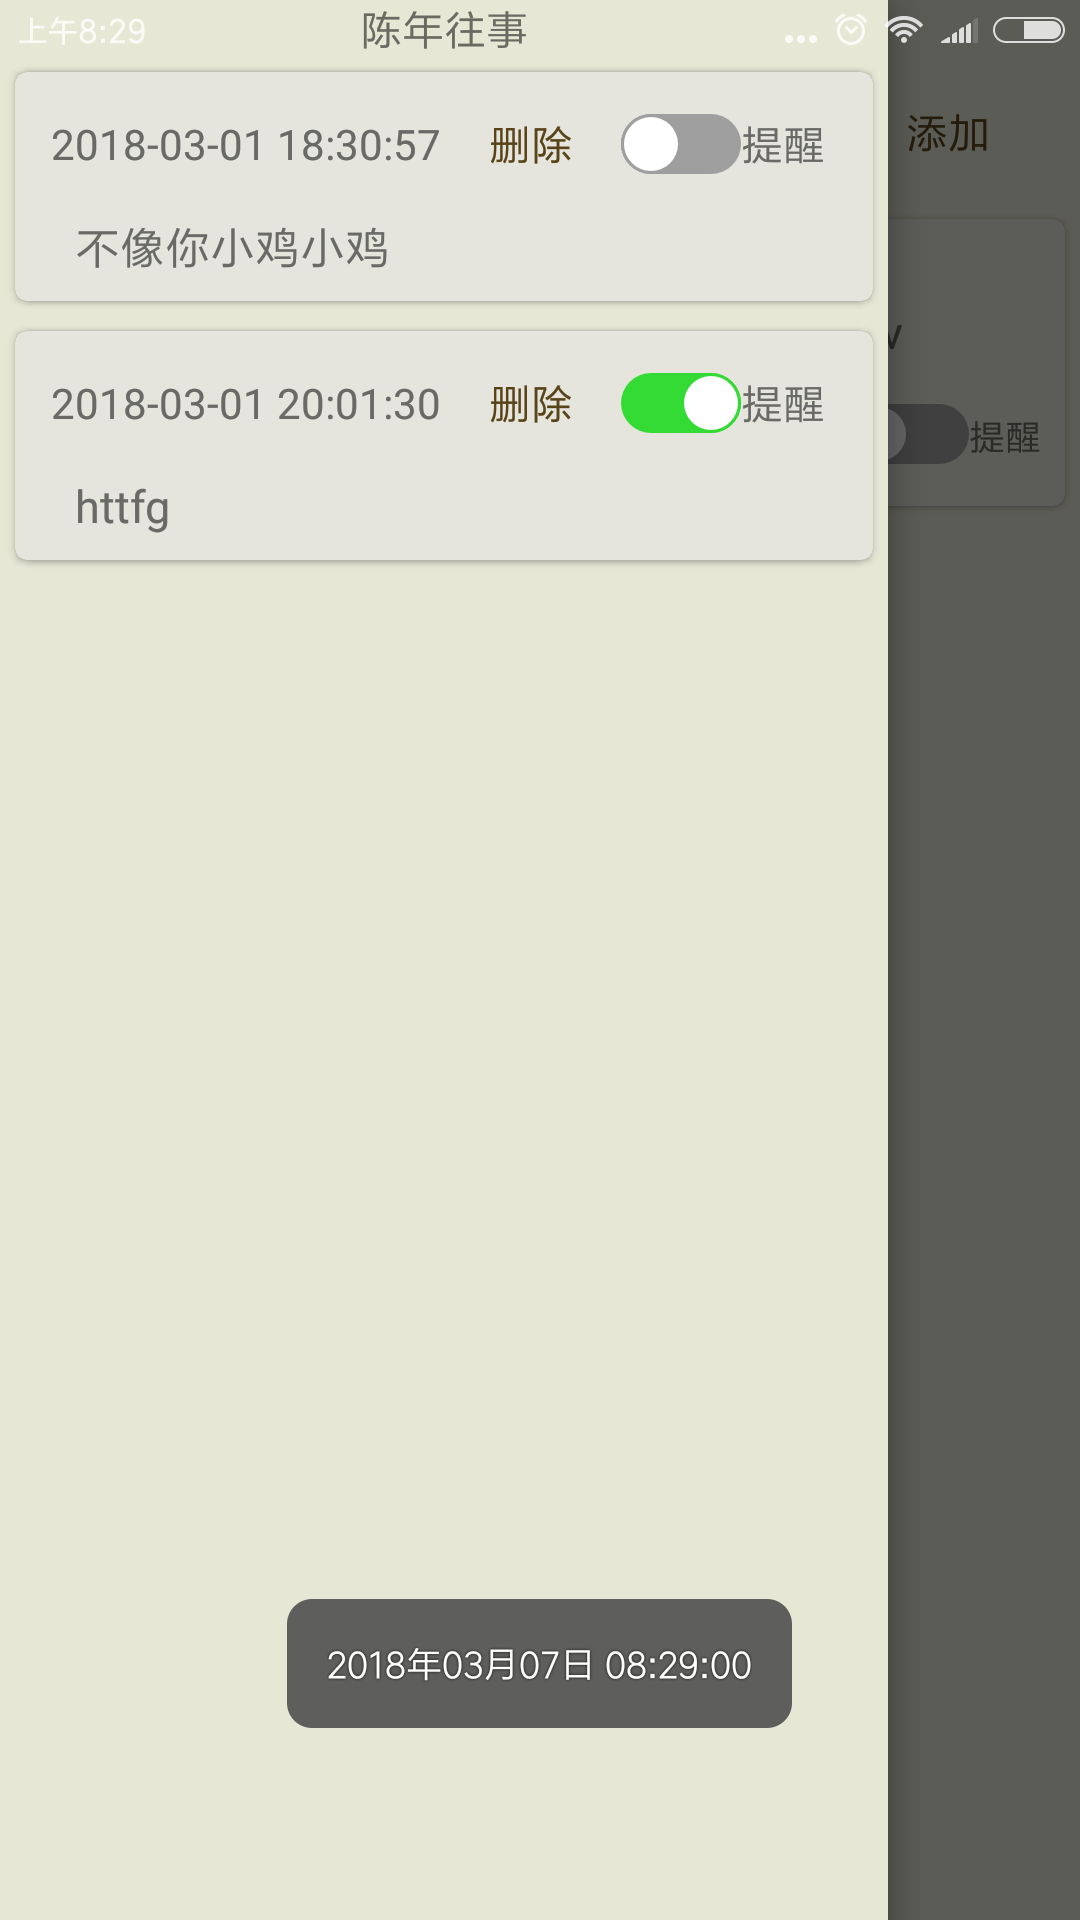 上午8:29
陈年往事
添加
2018-03-01 18:30:57 删除 提醒
不像你小鸡小鸡
2018-03-01 20:01:30 删除 提醒
提醒
httfg
2018年03月07日 08:29:00